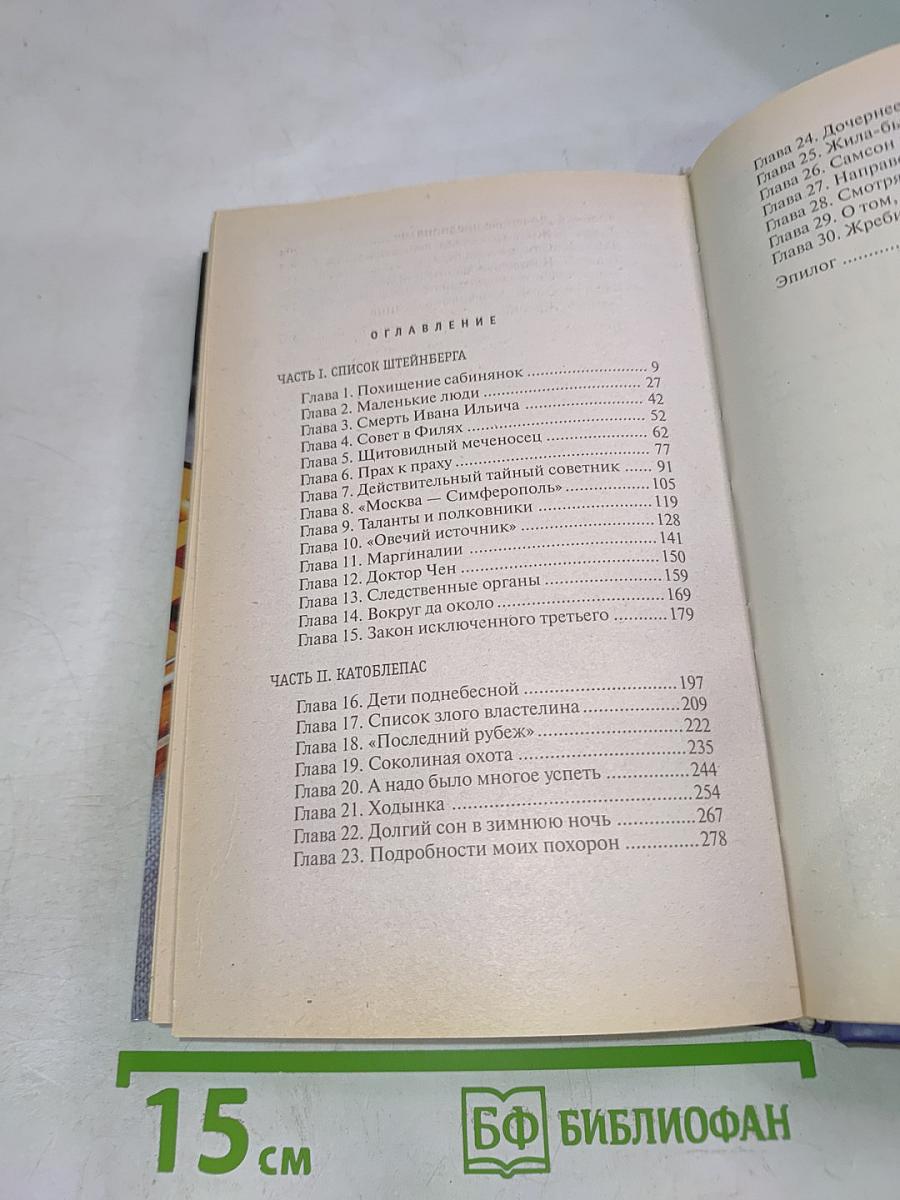 ОГЛАВЛЕНИЕ
ЧАСТЬ I. СПИСОК ШТЕЙНБЕРГА
Глава 1. Похищение сабинянок .......... 9
Глава 2. Маленькие люди .......... 27
Глава 3. Смерть Ивана Ильича .......... 42
Глава 4. Совет в Филях .......... 52
Глава 5. Щитовидный меченосец .......... 62
Глава 6. Прах к праху .......... 77
Глава 7. Действительный тайный советник ...... 91
Глава 8. «Москва — Симферополь» .......... 105
Глава 9. Таланты и полковники .......... 119
Глава 10. «Овечий источник» .......... 128
Глава 11. Маргиналии .......... 141
Глава 12. Доктор Чен .......... 150
Глава 13. Следственные органы .......... 159
Глава 14. Вокруг да около .......... 169
Глава 15. Закон исключенного третьего .......... 179
ЧАСТЬ II. КАТОБЛЕПАС
Глава 16. Дети поднебесной .......... 197
Глава 17. Список злого властелина .......... 209
Глава 18. «Последний рубеж» .......... 222
Глава 19. Соколиная охота .......... 235
Глава 20. А надо было многое успеть .......... 244
Глава 21. Ходынка .......... 254
Глава 22. Долгий сон в зимнюю ночь .......... 267
Глава 23. Подробности моих похорон .......... 278
Глава 24. Дочернее
Глава 25. Жила-бы
Глава 26. Самсон
Глава 27. Направо
Глава 28. Смотря
Глава 29. О том,
Глава 30. Жреби
Эпилог ..........
15 см
БФ БИБЛИОФАН